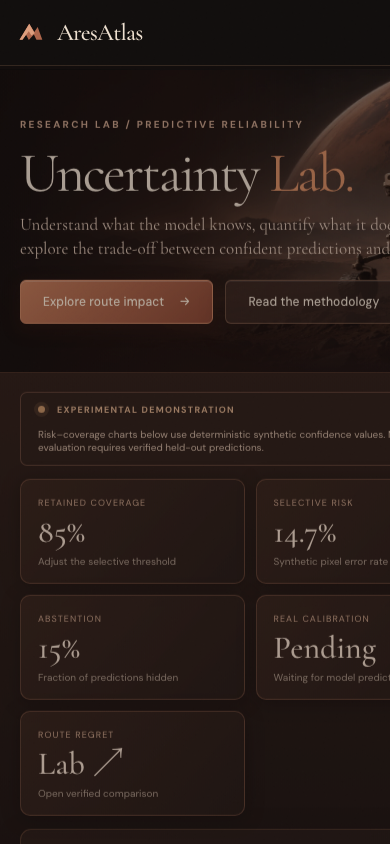 AresAtlas
RESEARCH LAB / PREDICTIVE RELIABILITY
Uncertainty Lab.
Understand what the model knows, quantify what it
explore the trade-off between confident predictions and
Explore route impact →
Read the methodology
EXPERIMENTAL DEMONSTRATION
Risk–coverage charts below use deterministic synthetic confidence values.
evaluation requires verified held-out predictions.
RETAINED COVERAGE
85%
Adjust the selective threshold
SELECTIVE RISK
14.7%
Synthetic pixel error rate
ABSTENTION
15%
Fraction of predictions hidden
REAL CALIBRATION
Pending
Waiting for model
ROUTE REGRET
Lab ↗
Open verified comparison